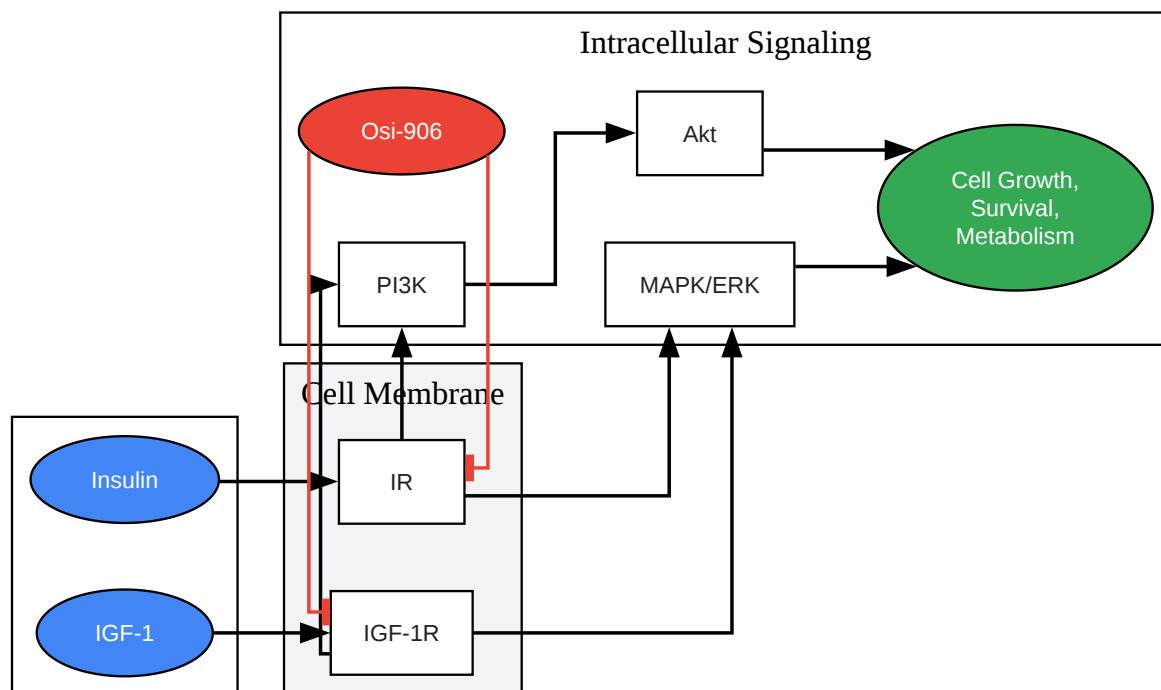 Intracellular Signaling
Osi-906
Akt
Cell Growth,
Survival,
Metabolism
PI3K
MAPK/ERK
Cell Membrane
Insulin
IR
IGF-1
IGF-1R